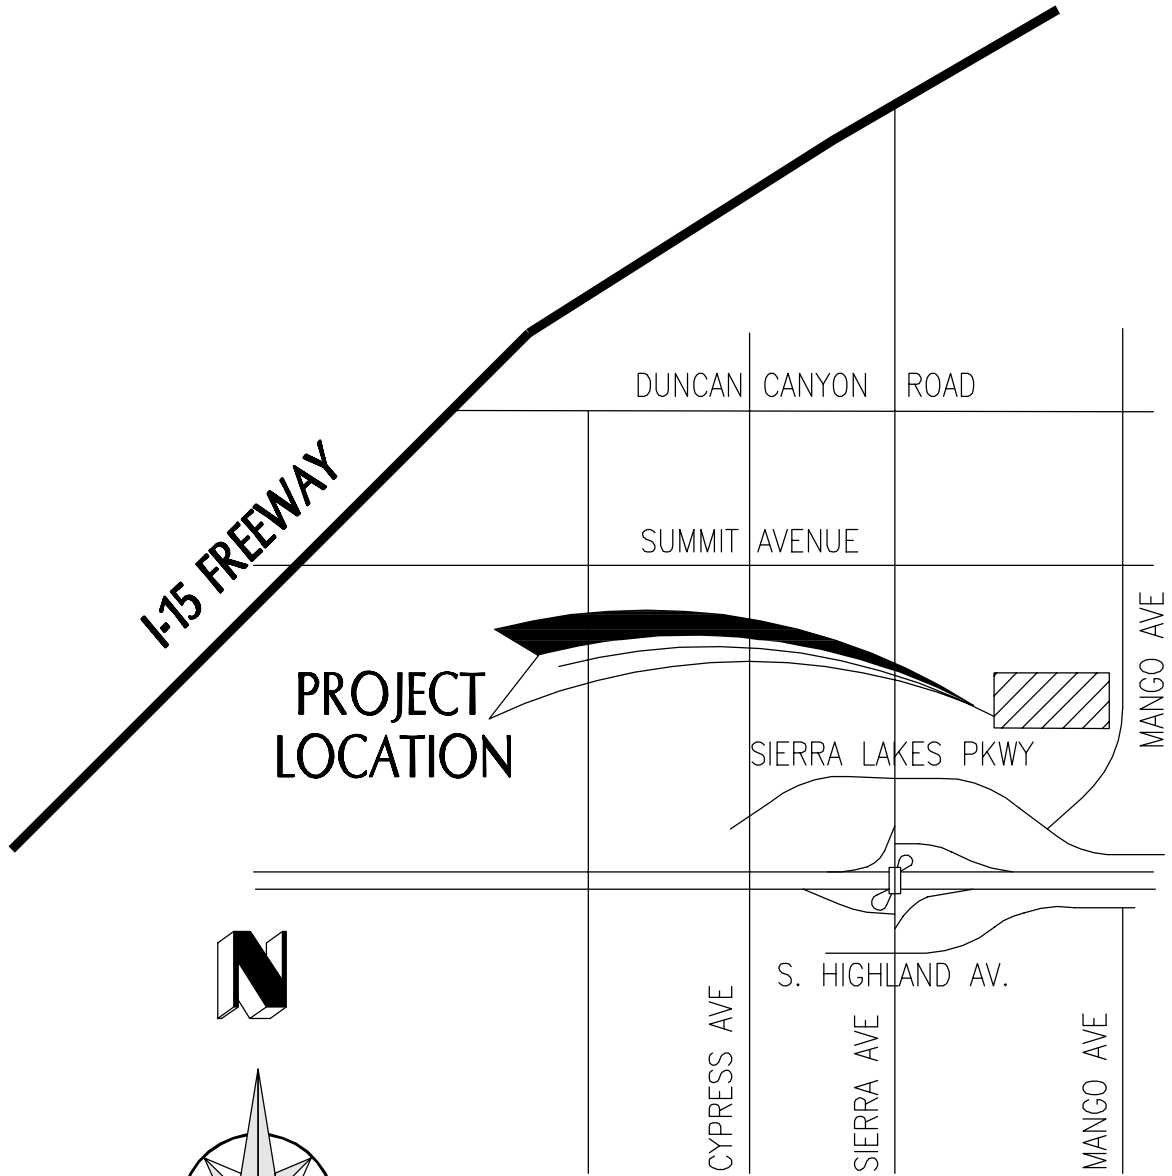 DUNCAN CANYON ROAD
I-15 FREEWAY
SUMMIT AVENUE
MANGO AVE
PROJECT
LOCATION
SIERRA LAKES PKWY
N
S. HIGHLAND AV.
CYPRESS AVE
SIERRA AVE
MANGO AVE